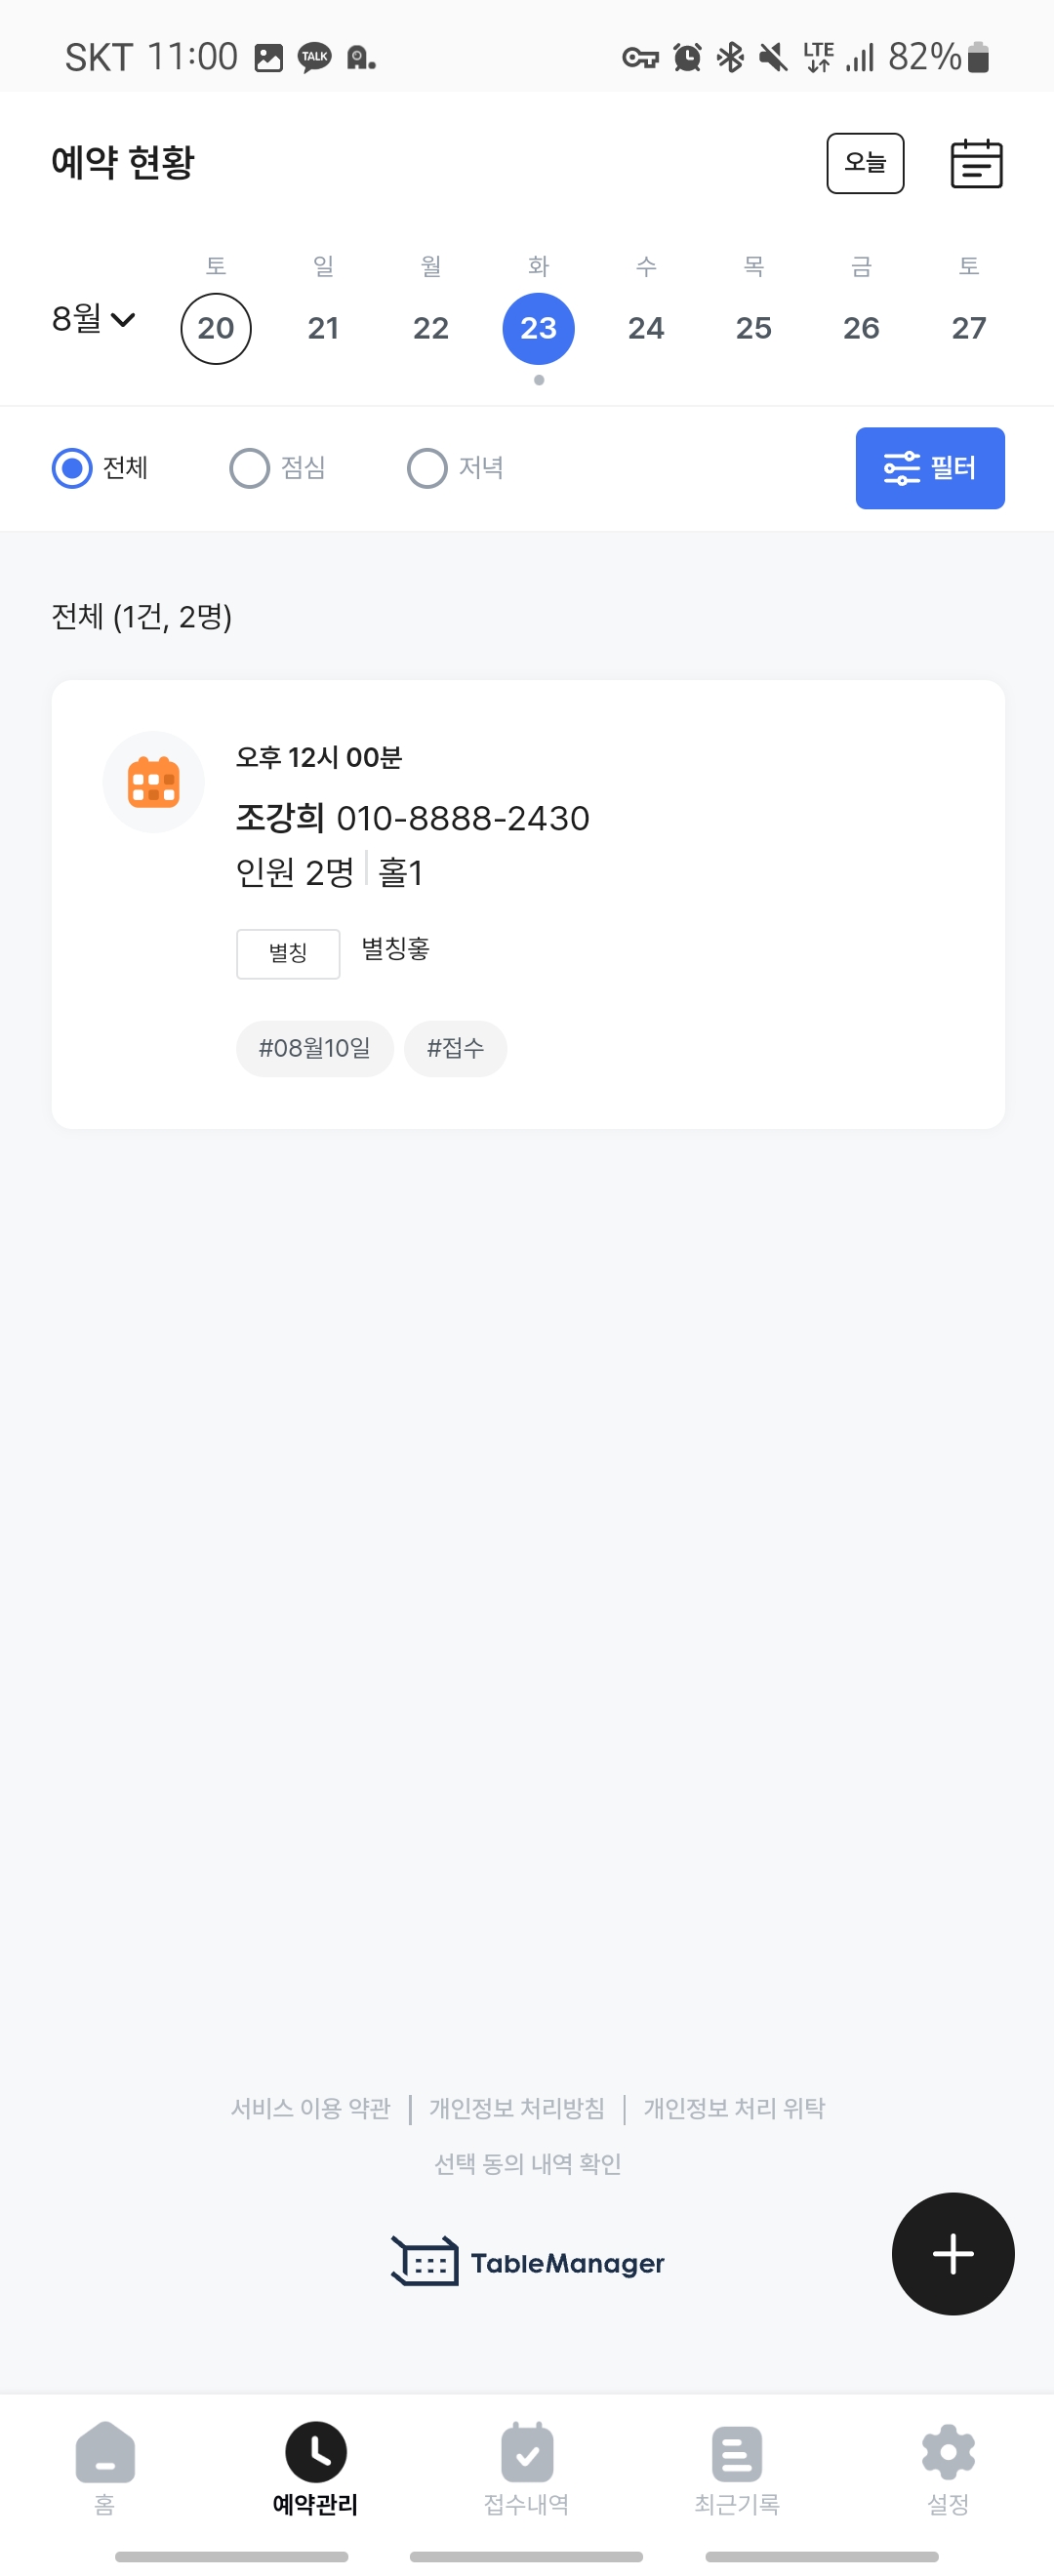 SKT 11:00 TALK LTE 82%
예약 현황 오늘
토 일 월 화 수 목 금 토
8월 20 21 22 23 24 25 26 27
전체 점심 저녁 필터
전체 (1건, 2명)
오후 12시 00분
조강희 010-8888-2430
인원 2명 홀1
별칭 별칭홓
#08월10일 #접수
서비스 이용 약관 | 개인정보 처리방침 | 개인정보 처리 위탁
선택 동의 내역 확인
TableManager
홈 예약관리 접수내역 최근기록 설정